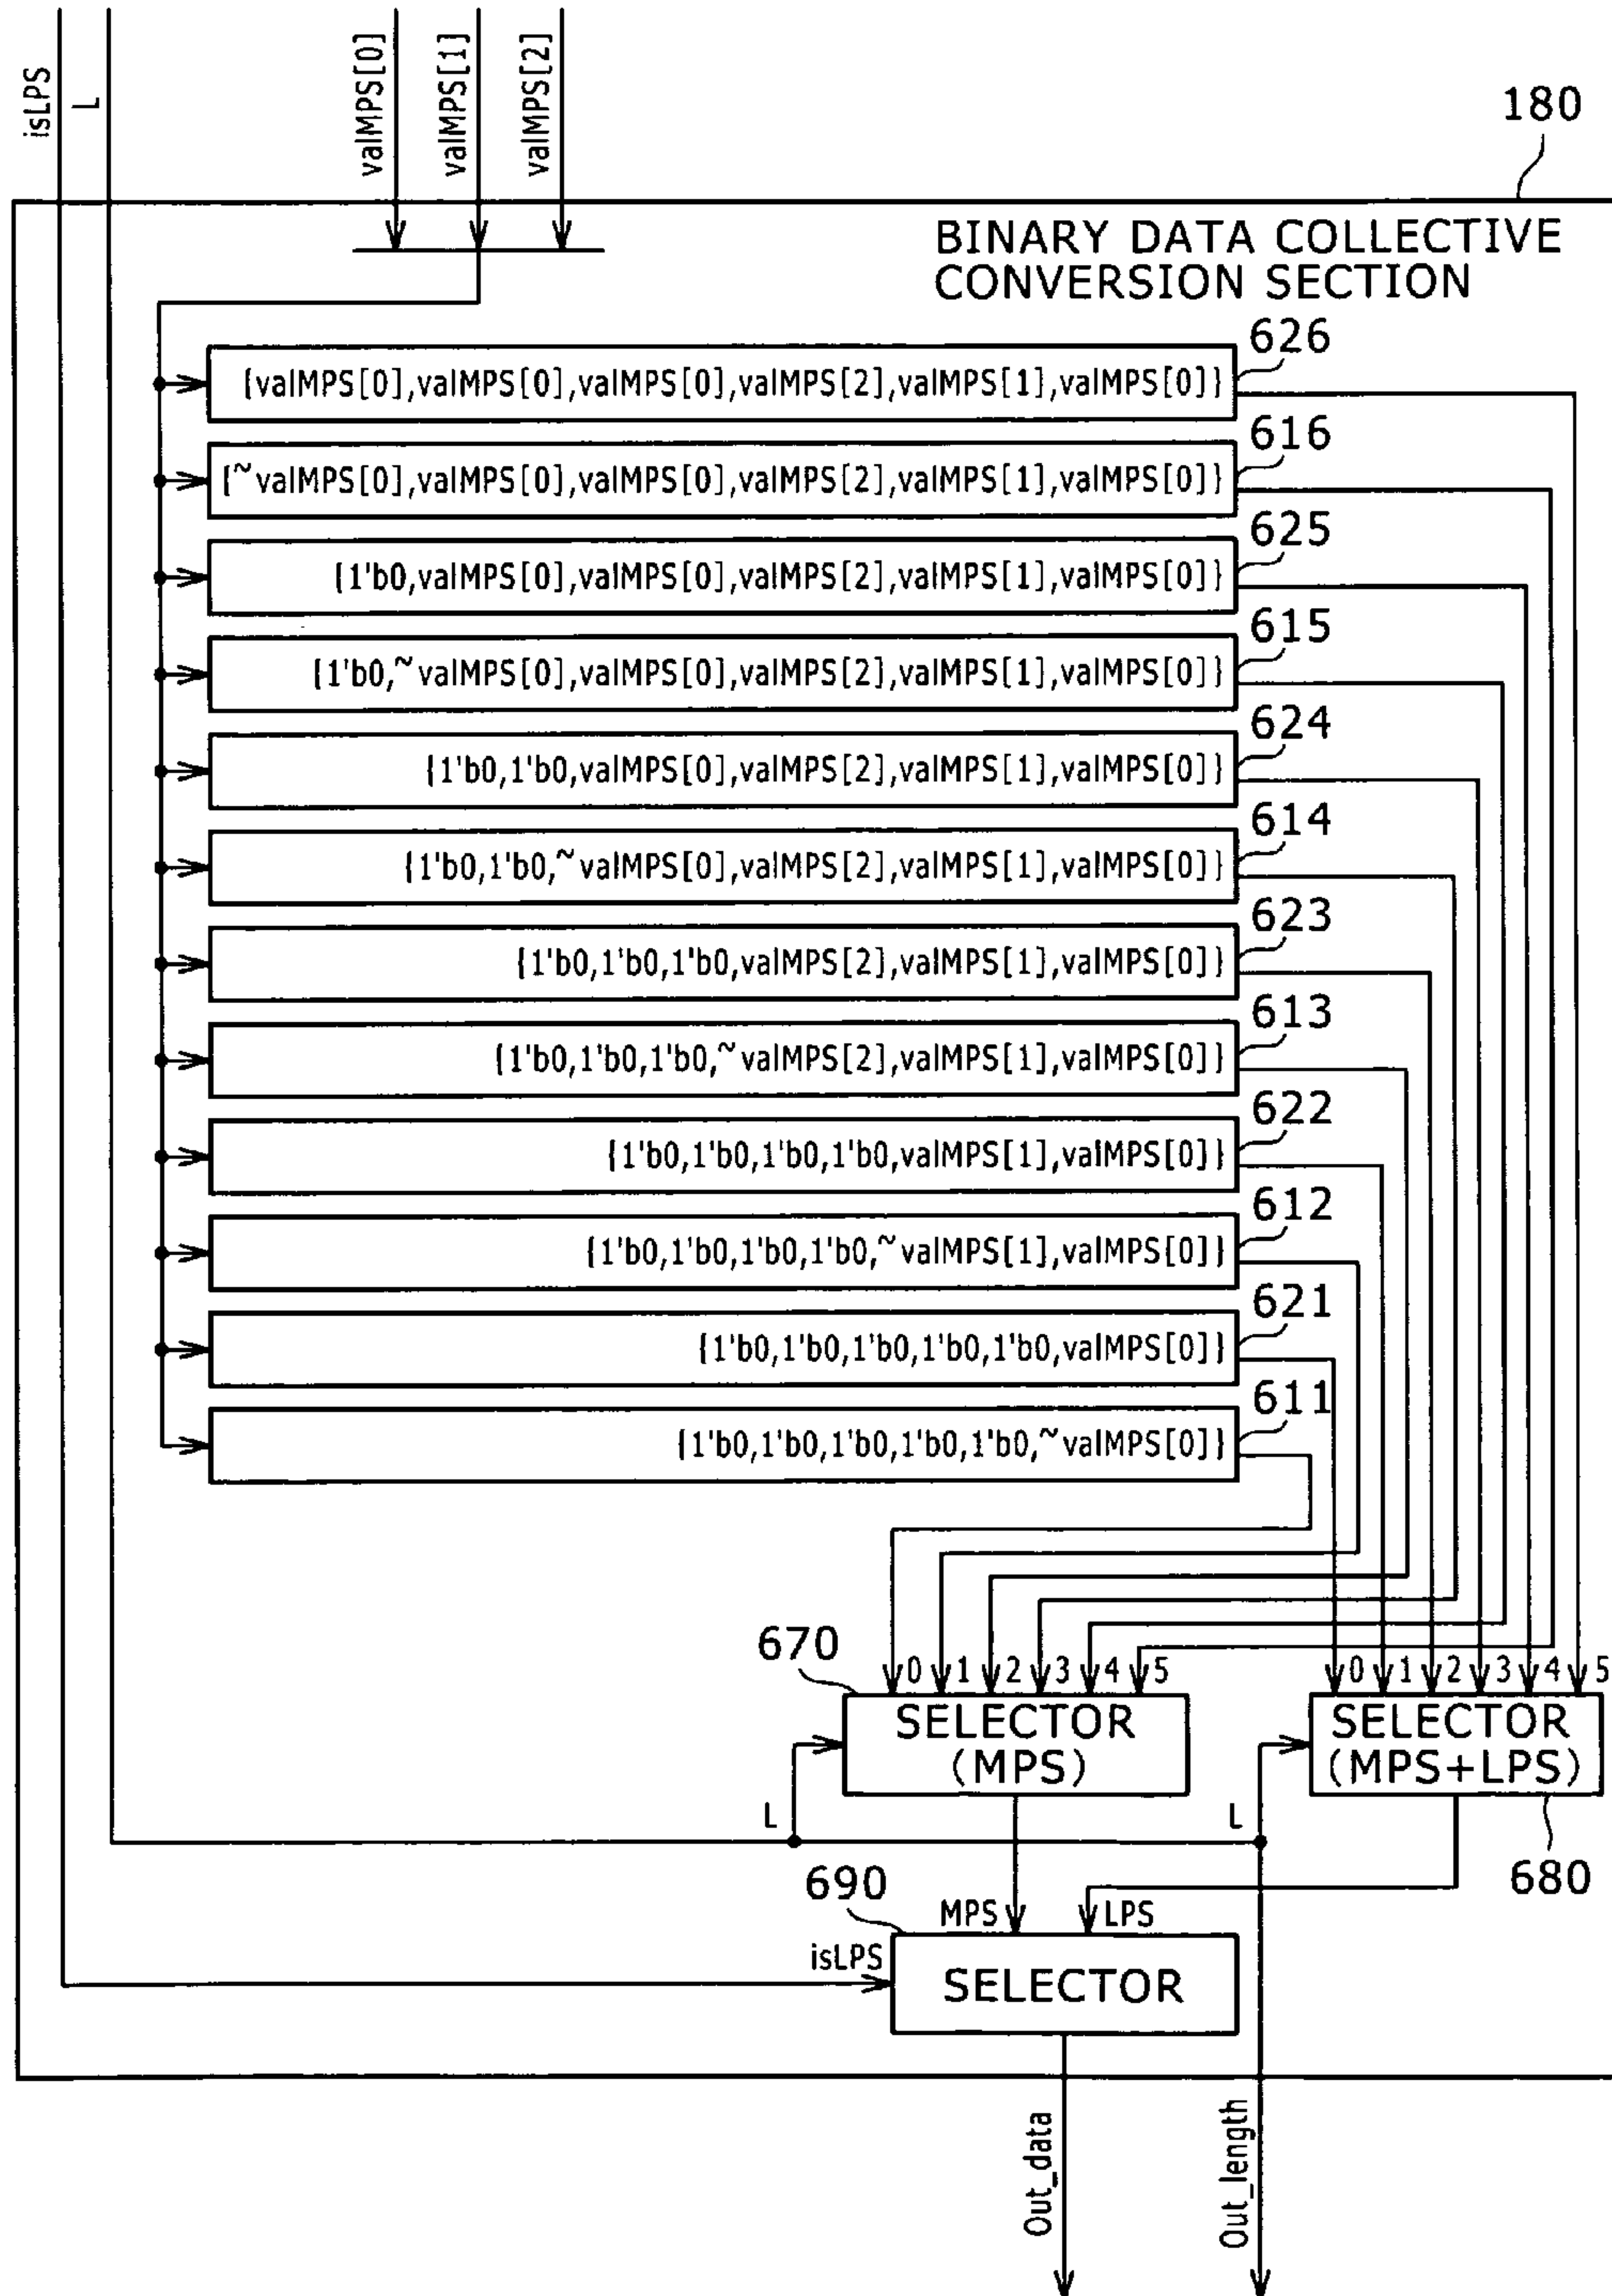 isLPS
L
valMPS[0]
valMPS[1]
valMPS[2]
180
BINARY DATA COLLECTIVE
CONVERSION SECTION
626
{valMPS[0],valMPS[0],valMPS[0],valMPS[2],valMPS[1],valMPS[0]}
616
{~valMPS[0],valMPS[0],valMPS[0],valMPS[2],valMPS[1],valMPS[0]}
625
{1'b0,valMPS[0],valMPS[0],valMPS[2],valMPS[1],valMPS[0]}
615
{1'b0,~valMPS[0],valMPS[0],valMPS[2],valMPS[1],valMPS[0]}
624
{1'b0,1'b0,valMPS[0],valMPS[2],valMPS[1],valMPS[0]}
614
{1'b0,1'b0,~valMPS[0],valMPS[2],valMPS[1],valMPS[0]}
623
{1'b0,1'b0,1'b0,valMPS[2],valMPS[1],valMPS[0]}
613
{1'b0,1'b0,1'b0,~valMPS[2],valMPS[1],valMPS[0]}
622
{1'b0,1'b0,1'b0,1'b0,valMPS[1],valMPS[0]}
612
{1'b0,1'b0,1'b0,1'b0,~valMPS[1],valMPS[0]}
621
{1'b0,1'b0,1'b0,1'b0,1'b0,valMPS[0]}
611
{1'b0,1'b0,1'b0,1'b0,1'b0,~valMPS[0]}
670
0 1 2 3 4 5
0 1 2 3 4 5
SELECTOR
(MPS)
SELECTOR
(MPS+LPS)
L
L
680
690
MPS
LPS
isLPS
SELECTOR
Out_data
Out_length